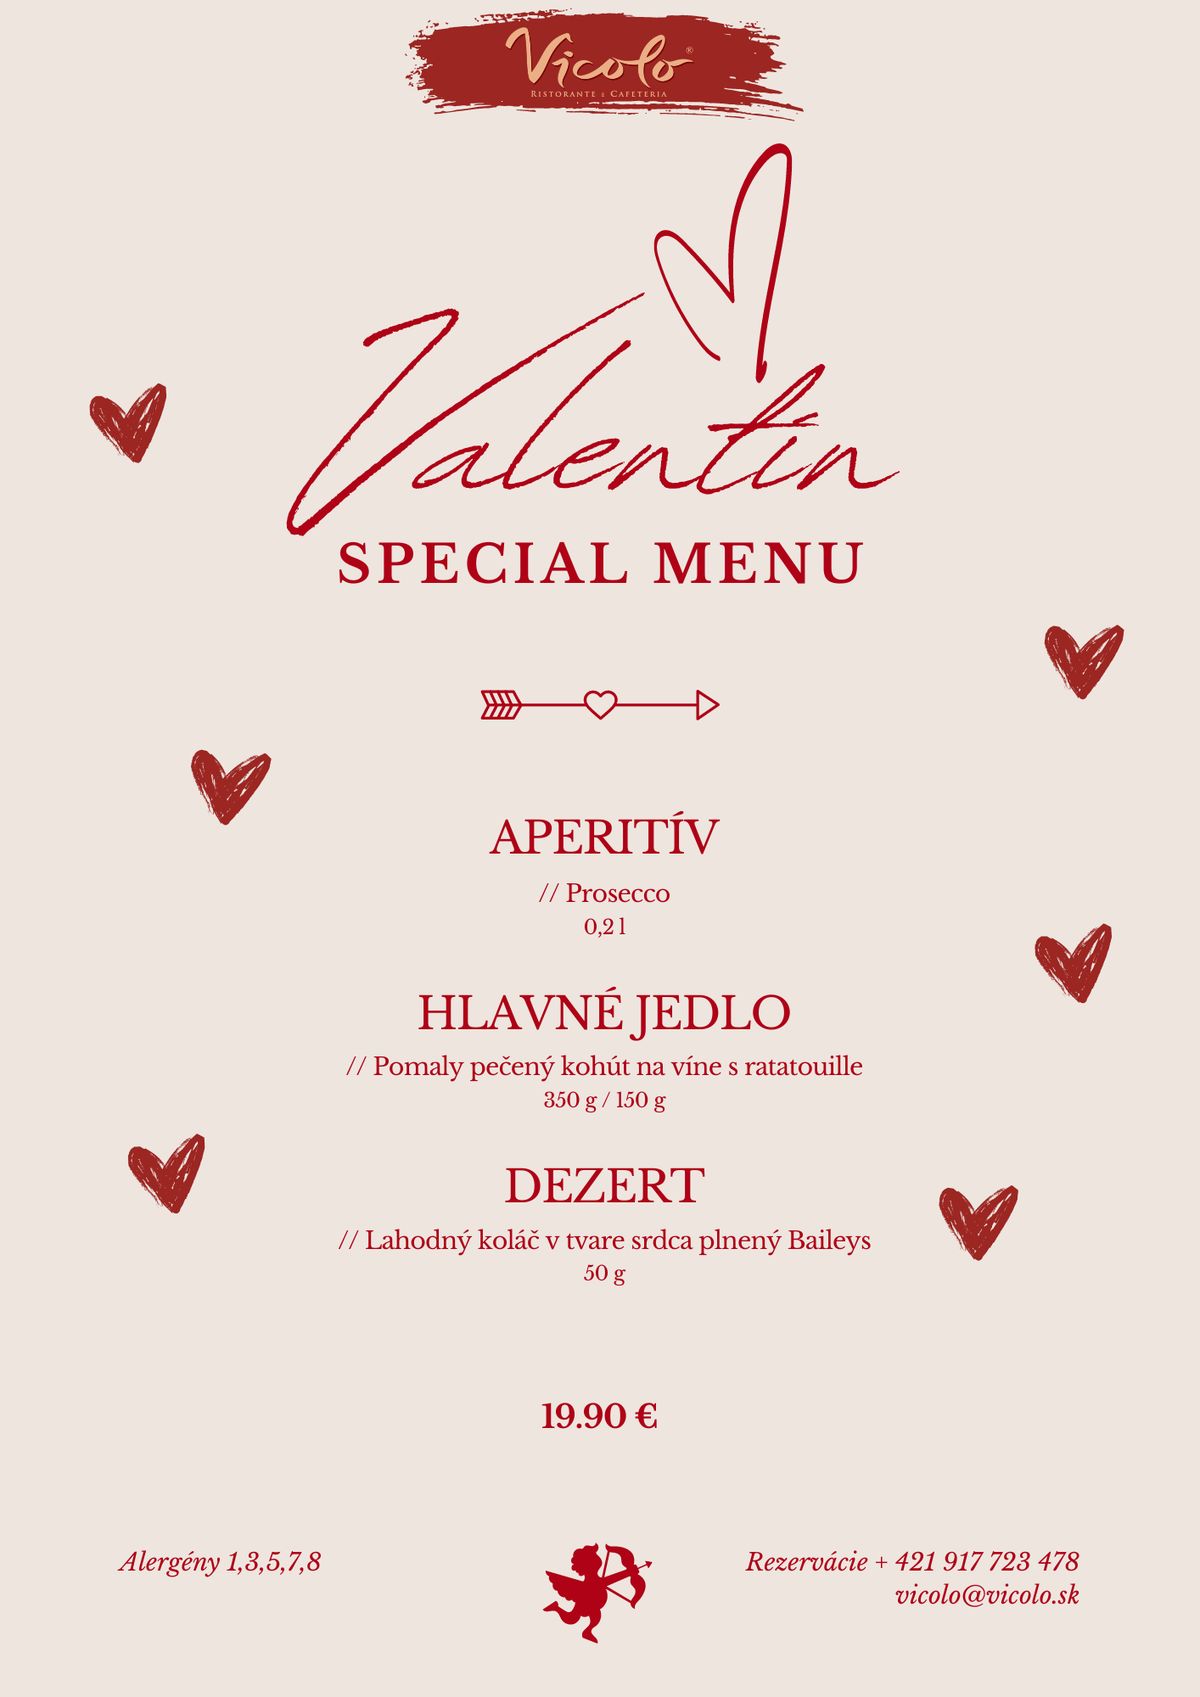 Vicolo®
RISTORANTE E CAFETERIA
Valentín
SPECIAL MENU
APERITÍV
// Prosecco
0,2 l
HLAVNÉ JEDLO
// Pomaly pečený kohút na víne s ratatouille
350 g / 150 g
DEZERT
// Lahodný koláč v tvare srdca plnený Baileys
50 g
19.90 €
Alergény 1,3,5,7,8
Rezervácie + 421 917 723 478
vicolo@vicolo.sk